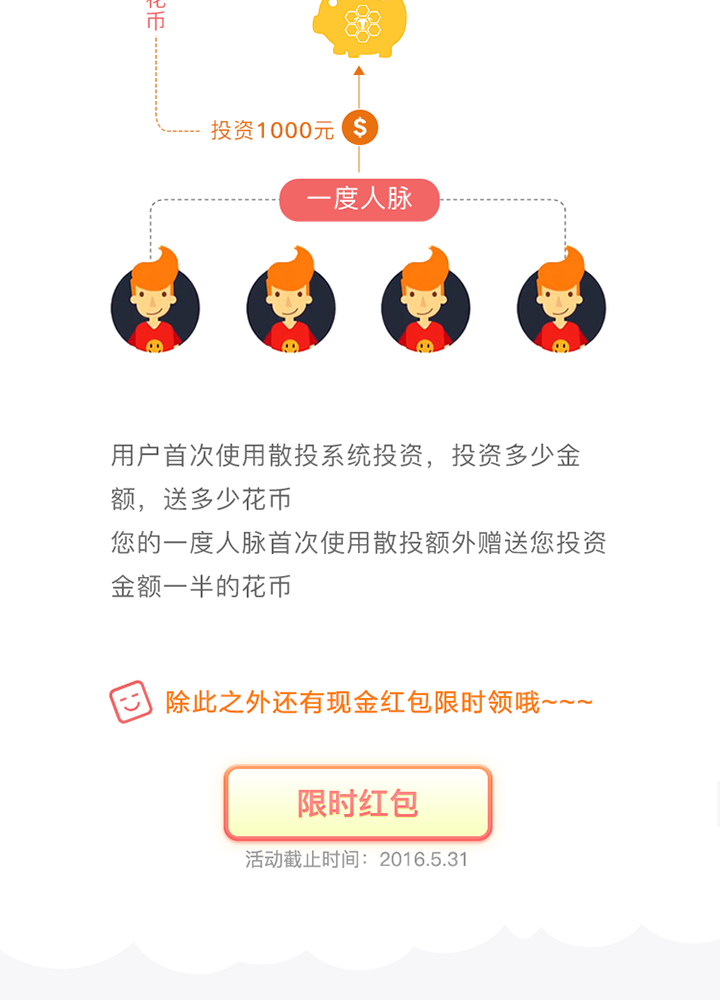 花币
投资1000元
$
一度人脉
用户首次使用散投系统投资，投资多少金
额，送多少花币
您的一度人脉首次使用散投额外赠送您投资
金额一半的花币
除此之外还有现金红包限时领哦~~~
限时红包
活动截止时间：2016.5.31